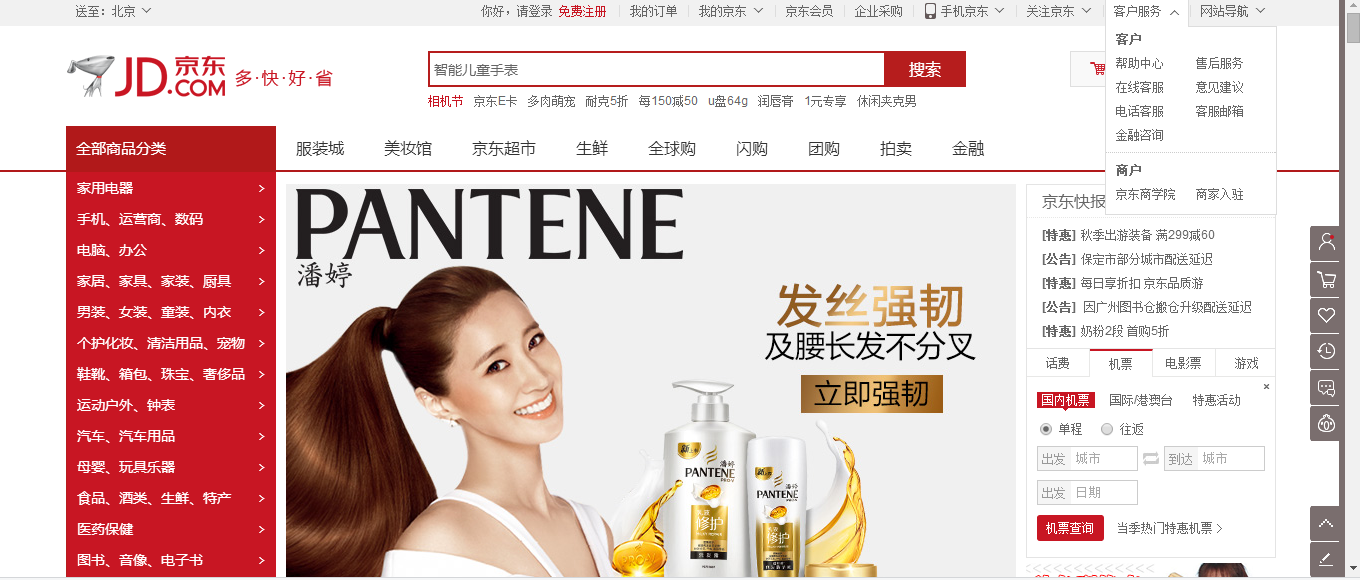 送至：北京
你好，请登录 免费注册 我的订单 我的京东 京东会员 企业采购 手机京东 关注京东 客户服务 网站导航
客户
帮助中心 售后服务
在线客服 意见建议
电话客服 客服邮箱
金融咨询
商户
京东商学院 商家入驻
JD.COM 京东 多·快·好·省
智能儿童手表 搜索
相机节 京东E卡 多肉萌宠 耐克5折 每150减50 u盘64g 润唇膏 1元专享 休闲夹克男
全部商品分类 服装城 美妆馆 京东超市 生鲜 全球购 闪购 团购 拍卖 金融
家用电器
手机、运营商、数码
电脑、办公
家居、家具、家装、厨具
男装、女装、童装、内衣
个护化妆、清洁用品、宠物
鞋靴、箱包、珠宝、奢侈品
运动户外、钟表
汽车、汽车用品
母婴、玩具乐器
食品、酒类、生鲜、特产
医药保健
图书、音像、电子书
PANTENE
潘婷
发丝强韧
及腰长发不分叉
立即强韧
潘婷
PANTENE
PRO-V
乳液
修护
潘婷
PANTENE
PRO-V
乳液
修护
京东快报
[特惠] 秋季出游装备 满299减60
[公告] 保定市部分城市配送延迟
[特惠] 每日享折扣 京东品质游
[公告] 因广州图书仓搬仓升级配送延迟
[特惠] 奶粉2段 首购5折
话费 机票 电影票 游戏
国内机票 国际/港澳台 特惠活动
单程 往返
出发 城市 到达 城市
出发 日期
机票查询 当季热门特惠机票